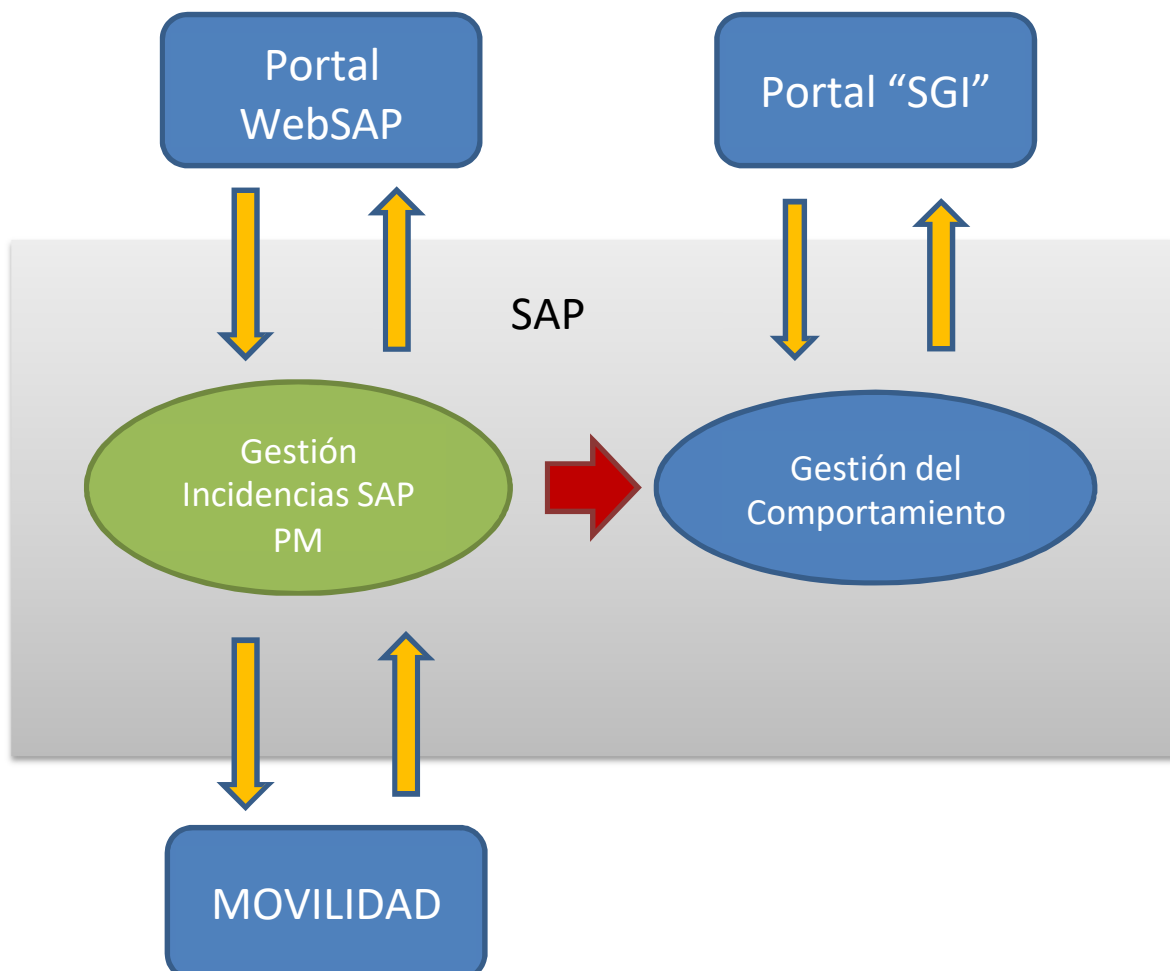 Portal
WebSAP
Portal “SGI”
SAP
Gestión
Incidencias SAP
PM
Gestión del
Comportamiento
MOVILIDAD